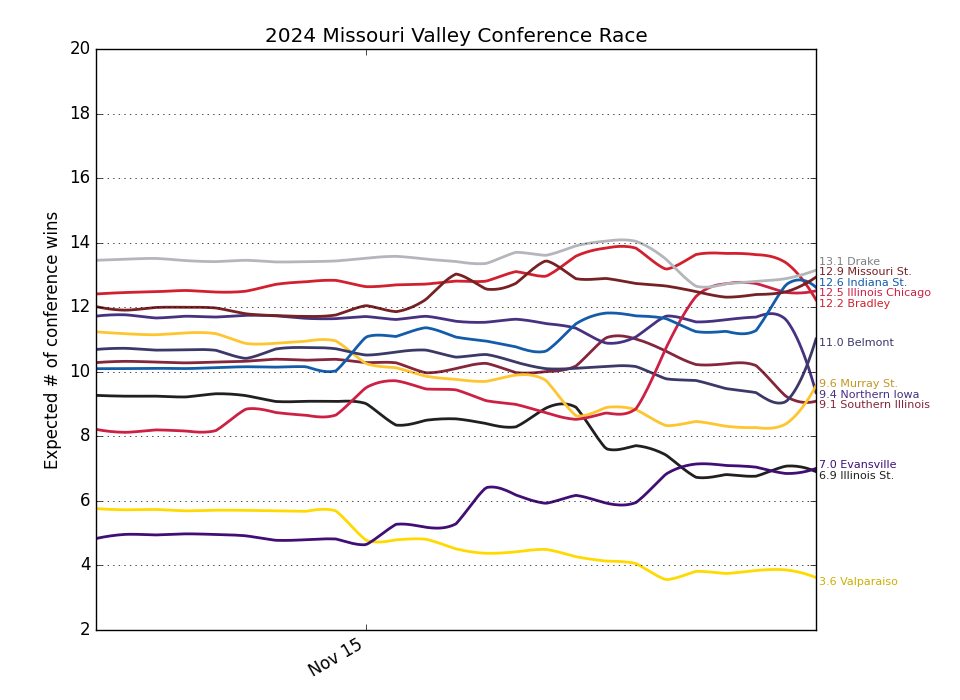 2024 Missouri Valley Conference Race
Expected # of conference wins
20
18
16
14
12
10
8
6
4
2
Nov 15
13.1 Drake
12.9 Missouri St.
12.6 Indiana St.
12.5 Illinois Chicago
12.2 Bradley
11.0 Belmont
9.6 Murray St.
9.4 Northern Iowa
9.1 Southern Illinois
7.0 Evansville
6.9 Illinois St.
3.6 Valparaiso